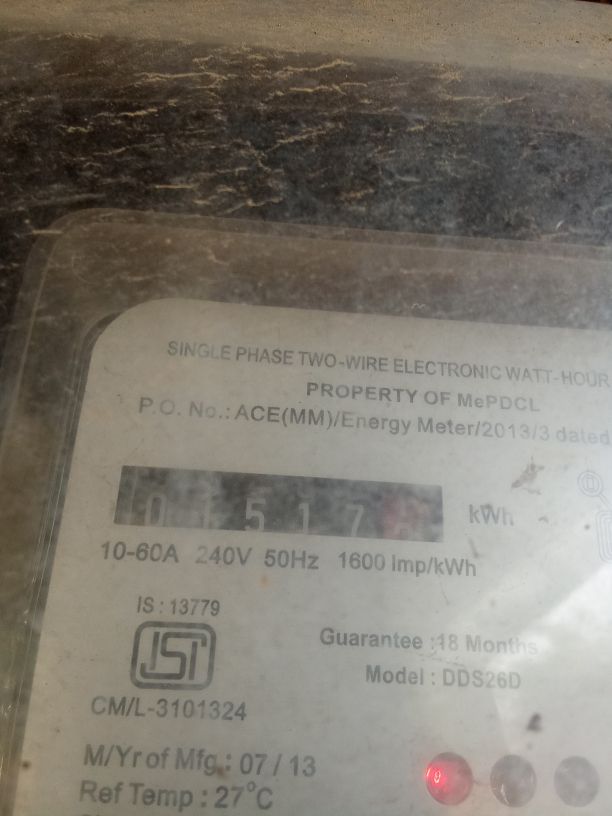 SINGLE PHASE TWO-WIRE ELECTRONIC WATT-HOUR
PROPERTY OF MePDCL
P.O. No.: ACE(MM)/Energy Meter/2013/3 dated
kWh
10-60A 240V 50Hz 1600 Imp/kWh
IS : 13779
ISI
Guarantee :18 Months
Model : DDS26D
CM/L-3101324
M/Yr of Mfg.: 07 / 13
Ref Temp : 27°C